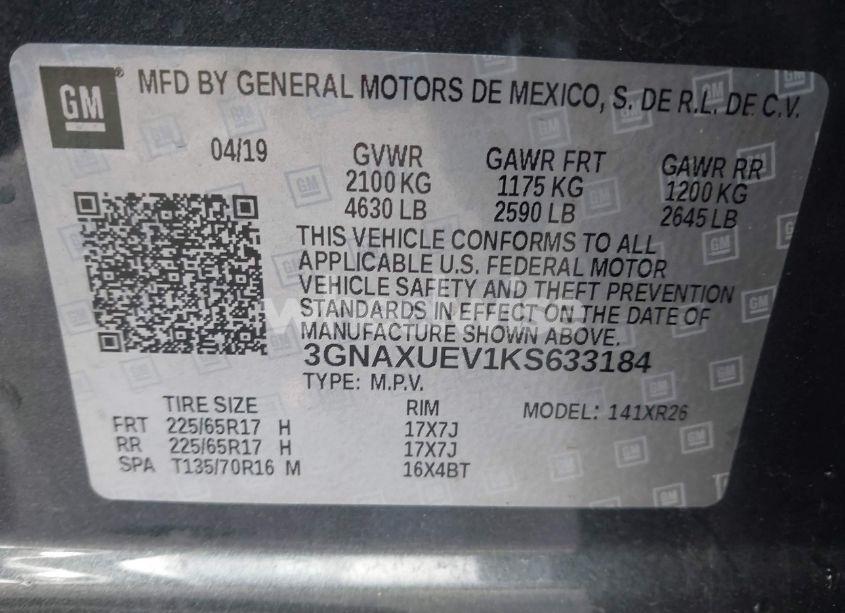 GM
MFD BY GENERAL MOTORS DE MEXICO, S. DE R.L. DE C.V.
04/19 GVWR GAWR FRT GAWR RR
2100 KG 1175 KG 1200 KG
4630 LB 2590 LB 2645 LB
THIS VEHICLE CONFORMS TO ALL
APPLICABLE U.S. FEDERAL MOTOR
VEHICLE SAFETY AND THEFT PREVENTION
STANDARDS IN EFFECT ON THE DATE OF
MANUFACTURE SHOWN ABOVE.
3GNAXUEV1KS633184
TYPE: M.P.V.
TIRE SIZE RIM MODEL: 141XR26
FRT 225/65R17 H 17X7J
RR 225/65R17 H 17X7J
SPA T135/70R16 M 16X4BT